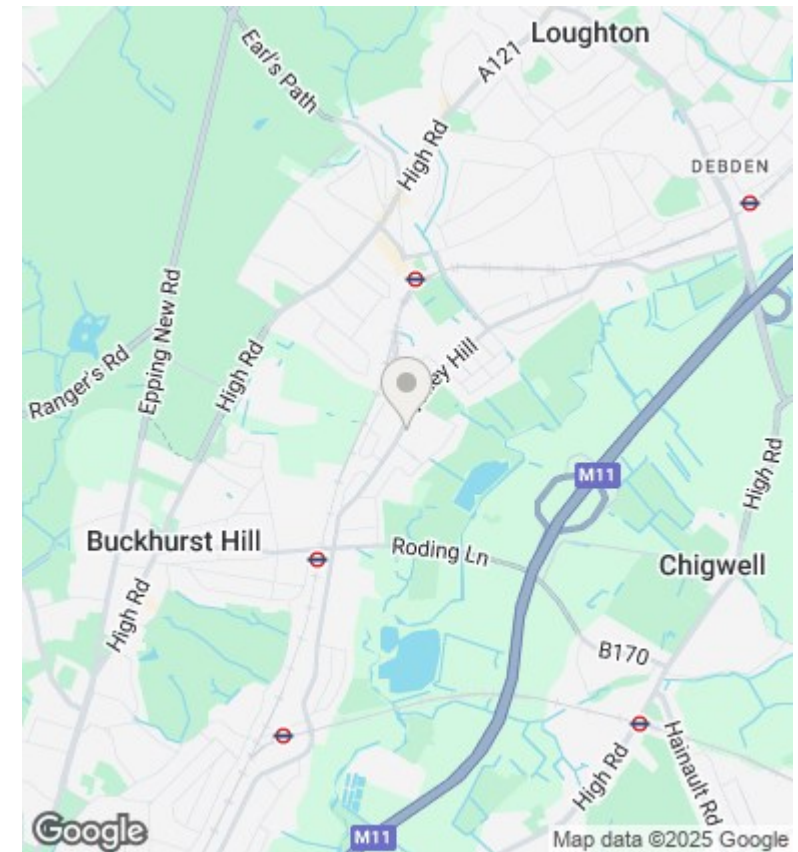 Loughton
Earl's Path
A121
High Rd
DEBDEN
Epping New Rd
Ranger's Rd
High Rd
Hill
M11
High Rd
Buckhurst Hill
Roding Ln
Chigwell
High Rd
B170
High Rd
Hainault Rd
Google
M11
Map data ©2025 Google